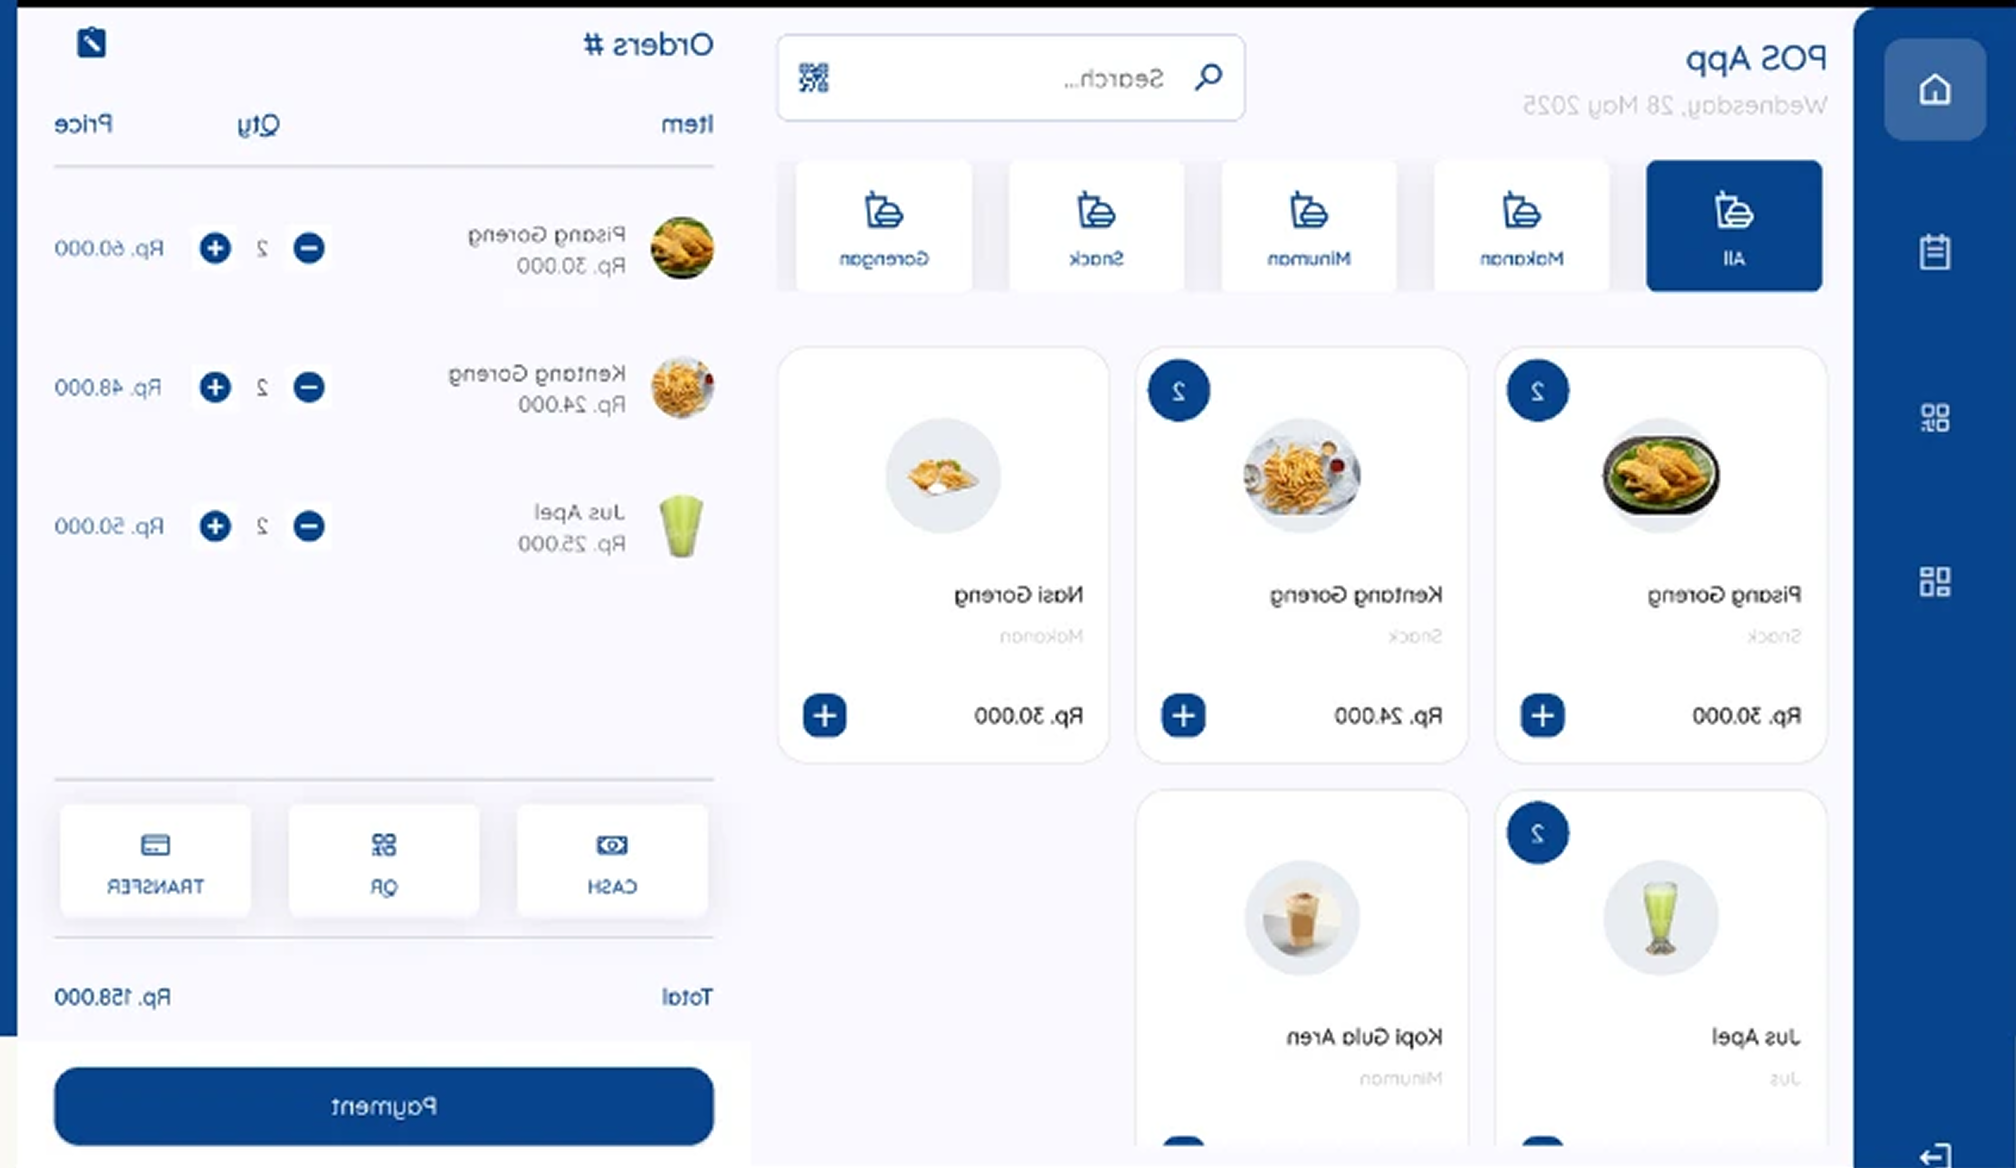 POS App
Wednesday, 28 May 2025
Search...
All
Makanan
Minuman
Snack
Gorengan
2
Pisang Goreng
Snack
Rp. 30.000
2
Kentang Goreng
Snack
Rp. 24.000
Nasi Goreng
Makanan
Rp. 30.000
2
Jus Apel
Jus
Kopi Gula Aren
Minuman
Orders #
Item Qty Price
Pisang Goreng
Rp. 30.000
2 Rp. 60.000
Kentang Goreng
Rp. 24.000
2 Rp. 48.000
Jus Apel
Rp. 25.000
2 Rp. 50.000
CASH
QR
TRANSFER
Total Rp. 158.000
Payment